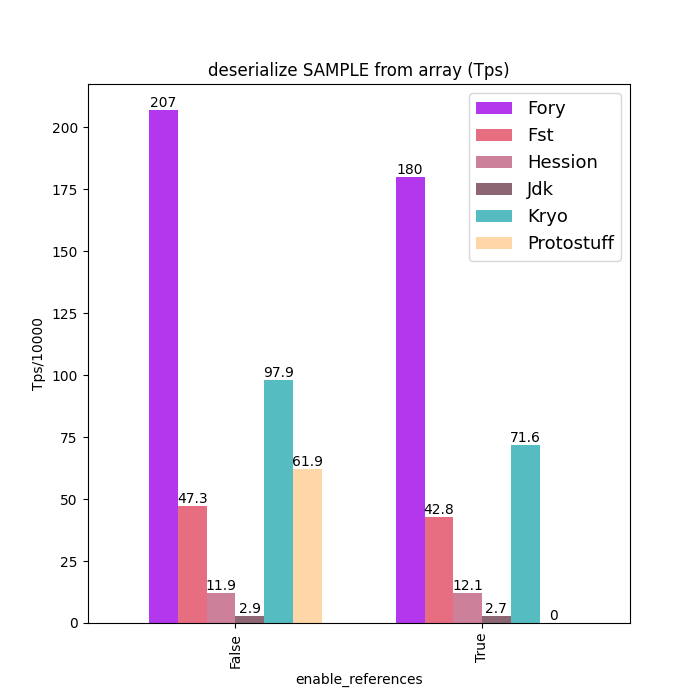 deserialize SAMPLE from array (Tps)
Tps/10000
200
175
150
125
100
75
50
25
0
207
47.3
11.9
2.9
97.9
61.9
180
42.8
12.1
2.7
71.6
0
Fory
Fst
Hession
Jdk
Kryo
Protostuff
False
True
enable_references